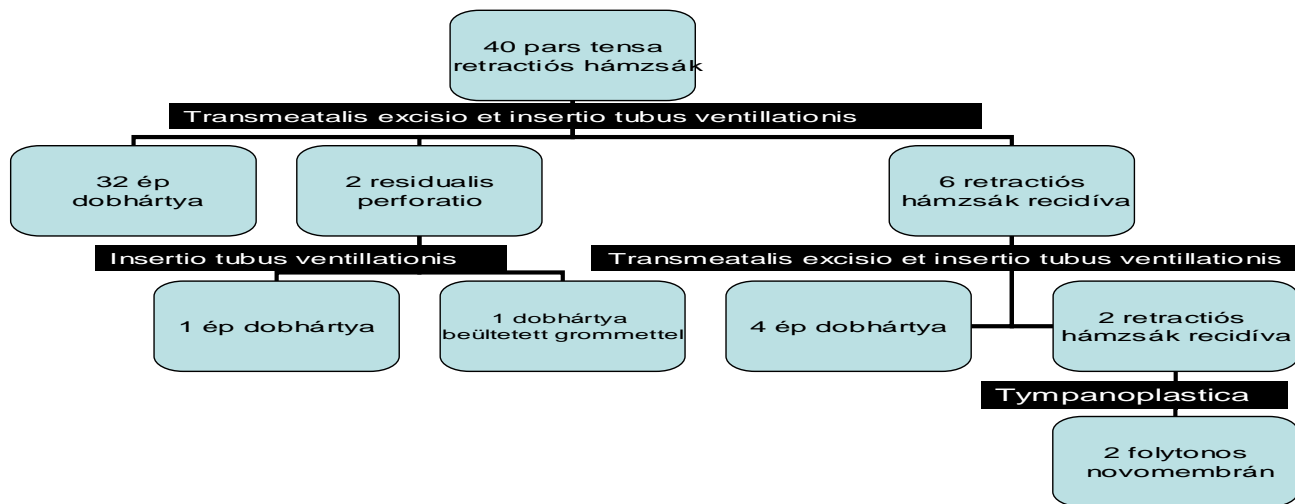 40 pars tensa
retractiós hámzsák
Transmeatalis excisio et insertio tubus ventillationis
32 ép
dobhártya
2 residualis
perforatio
6 retractiós
hámzsák recidíva
Insertio tubus ventillationis
Transmeatalis excisio et insertio tubus ventillationis
1 ép dobhártya
1 dobhártya
beültetett grommettel
4 ép dobhártya
2 retractiós
hámzsák recidíva
Tympanoplastica
2 folytonos
novomembrán